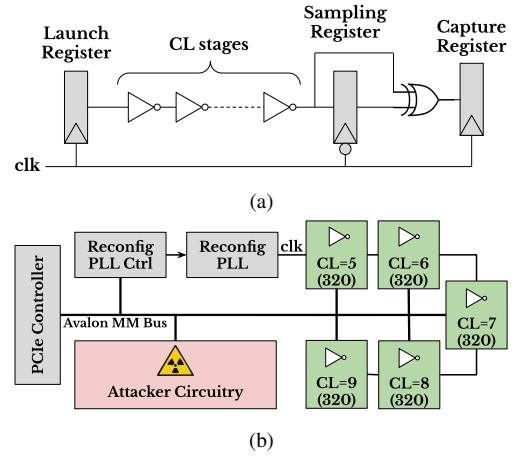 Launch
Register
CL stages
Sampling
Register
Capture
Register
clk
(a)
PCIe Controller
Reconfig
PLL Ctrl
Reconfig
PLL
clk
CL=5
(320)
CL=6
(320)
CL=7
(320)
Avalon MM Bus
Attacker Circuitry
CL=9
(320)
CL=8
(320)
(b)